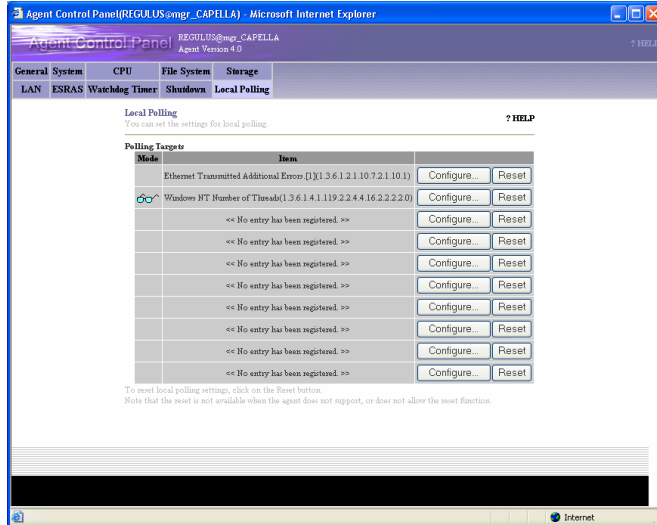 Agent Control Panel(REGULUS@mgr_CAPELLA) - Microsoft Internet Explorer
Agent Control Panel
REGULUS@mgr_CAPELLA
Agent Version 4.0
? HELP
General System CPU File System Storage
LAN ESRAS Watchdog Timer Shutdown Local Polling
Local Polling
? HELP
You can set the settings for local polling.
Polling Targets
Mode Item
Ethernet Transmitted Additional Errors.[1](1.3.6.1.2.1.10.7.2.1.10.1) Configure... Reset
Windows NT Number of Threads(1.3.6.1.4.1.119.2.2.4.4.16.2.2.2.2.0) Configure... Reset
<< No entry has been registered. >> Configure... Reset
<< No entry has been registered. >> Configure... Reset
<< No entry has been registered. >> Configure... Reset
<< No entry has been registered. >> Configure... Reset
<< No entry has been registered. >> Configure... Reset
<< No entry has been registered. >> Configure... Reset
<< No entry has been registered. >> Configure... Reset
<< No entry has been registered. >> Configure... Reset
To reset local polling settings, click on the Reset button.
Note that the reset is not available when the agent does not support, or does not allow the reset function.
Internet